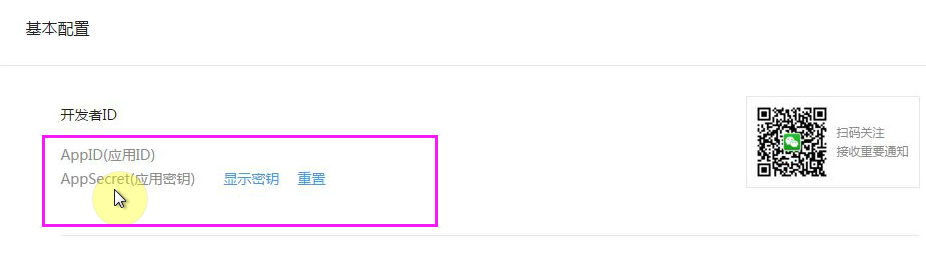 基本配置
开发者ID
AppID(应用ID)
AppSecret(应用密钥) 显示密钥 重置
扫码关注
接收重要通知